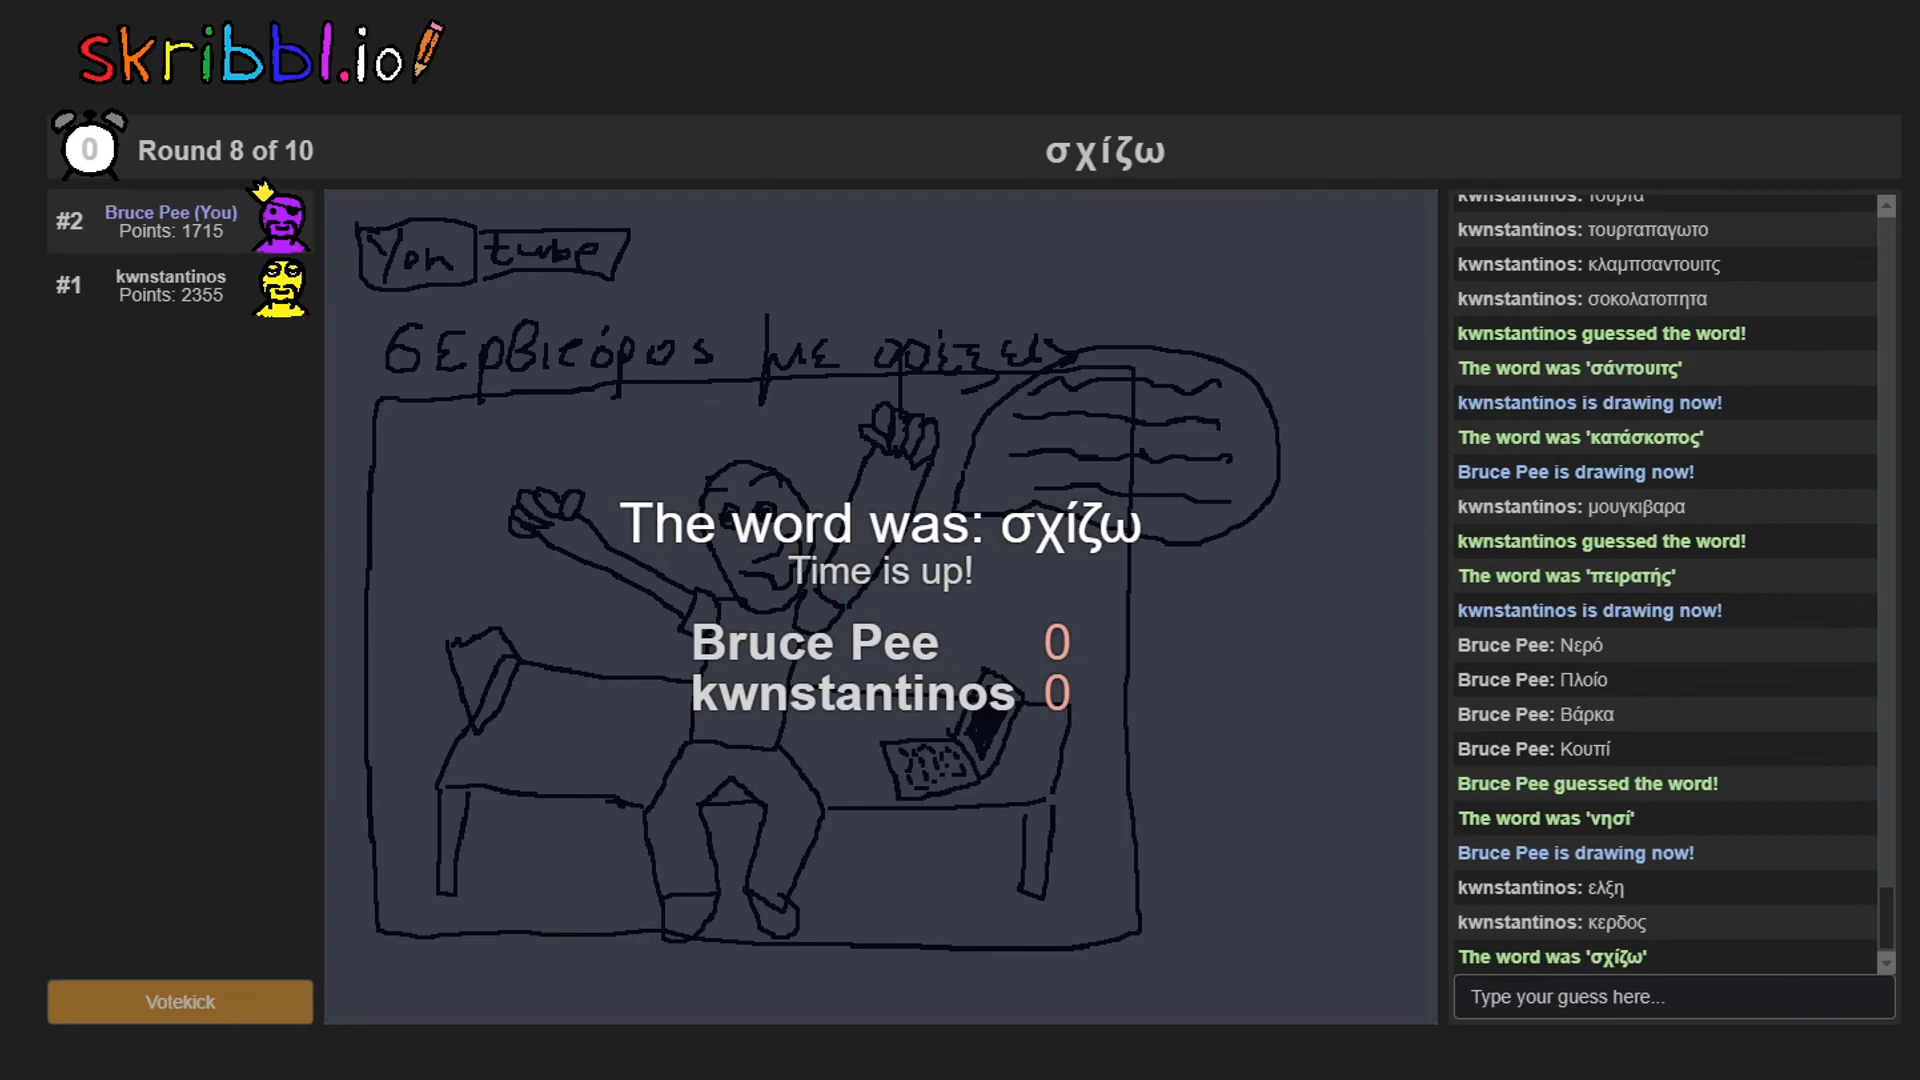 skribbl.io
0
Round 8 of 10
σχίζω
#2
Bruce Pee (You)
Points: 1715
#1
kwnstantinos
Points: 2355
You tube
σερβιτόρος με ορίζει
The word was: σχίζω
Time is up!
Bruce Pee 0
kwnstantinos 0
kwnstantinos: τουρτα
kwnstantinos: τουρταπαγωτο
kwnstantinos: κλαμπσαντουιτς
kwnstantinos: σοκολατοπητα
kwnstantinos guessed the word!
The word was 'σάντουιτς'
kwnstantinos is drawing now!
The word was 'κατάσκοπος'
Bruce Pee is drawing now!
kwnstantinos: μουγκιβαρα
kwnstantinos guessed the word!
The word was 'πειρατής'
kwnstantinos is drawing now!
Bruce Pee: Νερό
Bruce Pee: Πλοίο
Bruce Pee: Βάρκα
Bruce Pee: Κουπί
Bruce Pee guessed the word!
The word was 'νησί'
Bruce Pee is drawing now!
kwnstantinos: ελξη
kwnstantinos: κερδος
The word was 'σχίζω'
Type your guess here...
Votekick